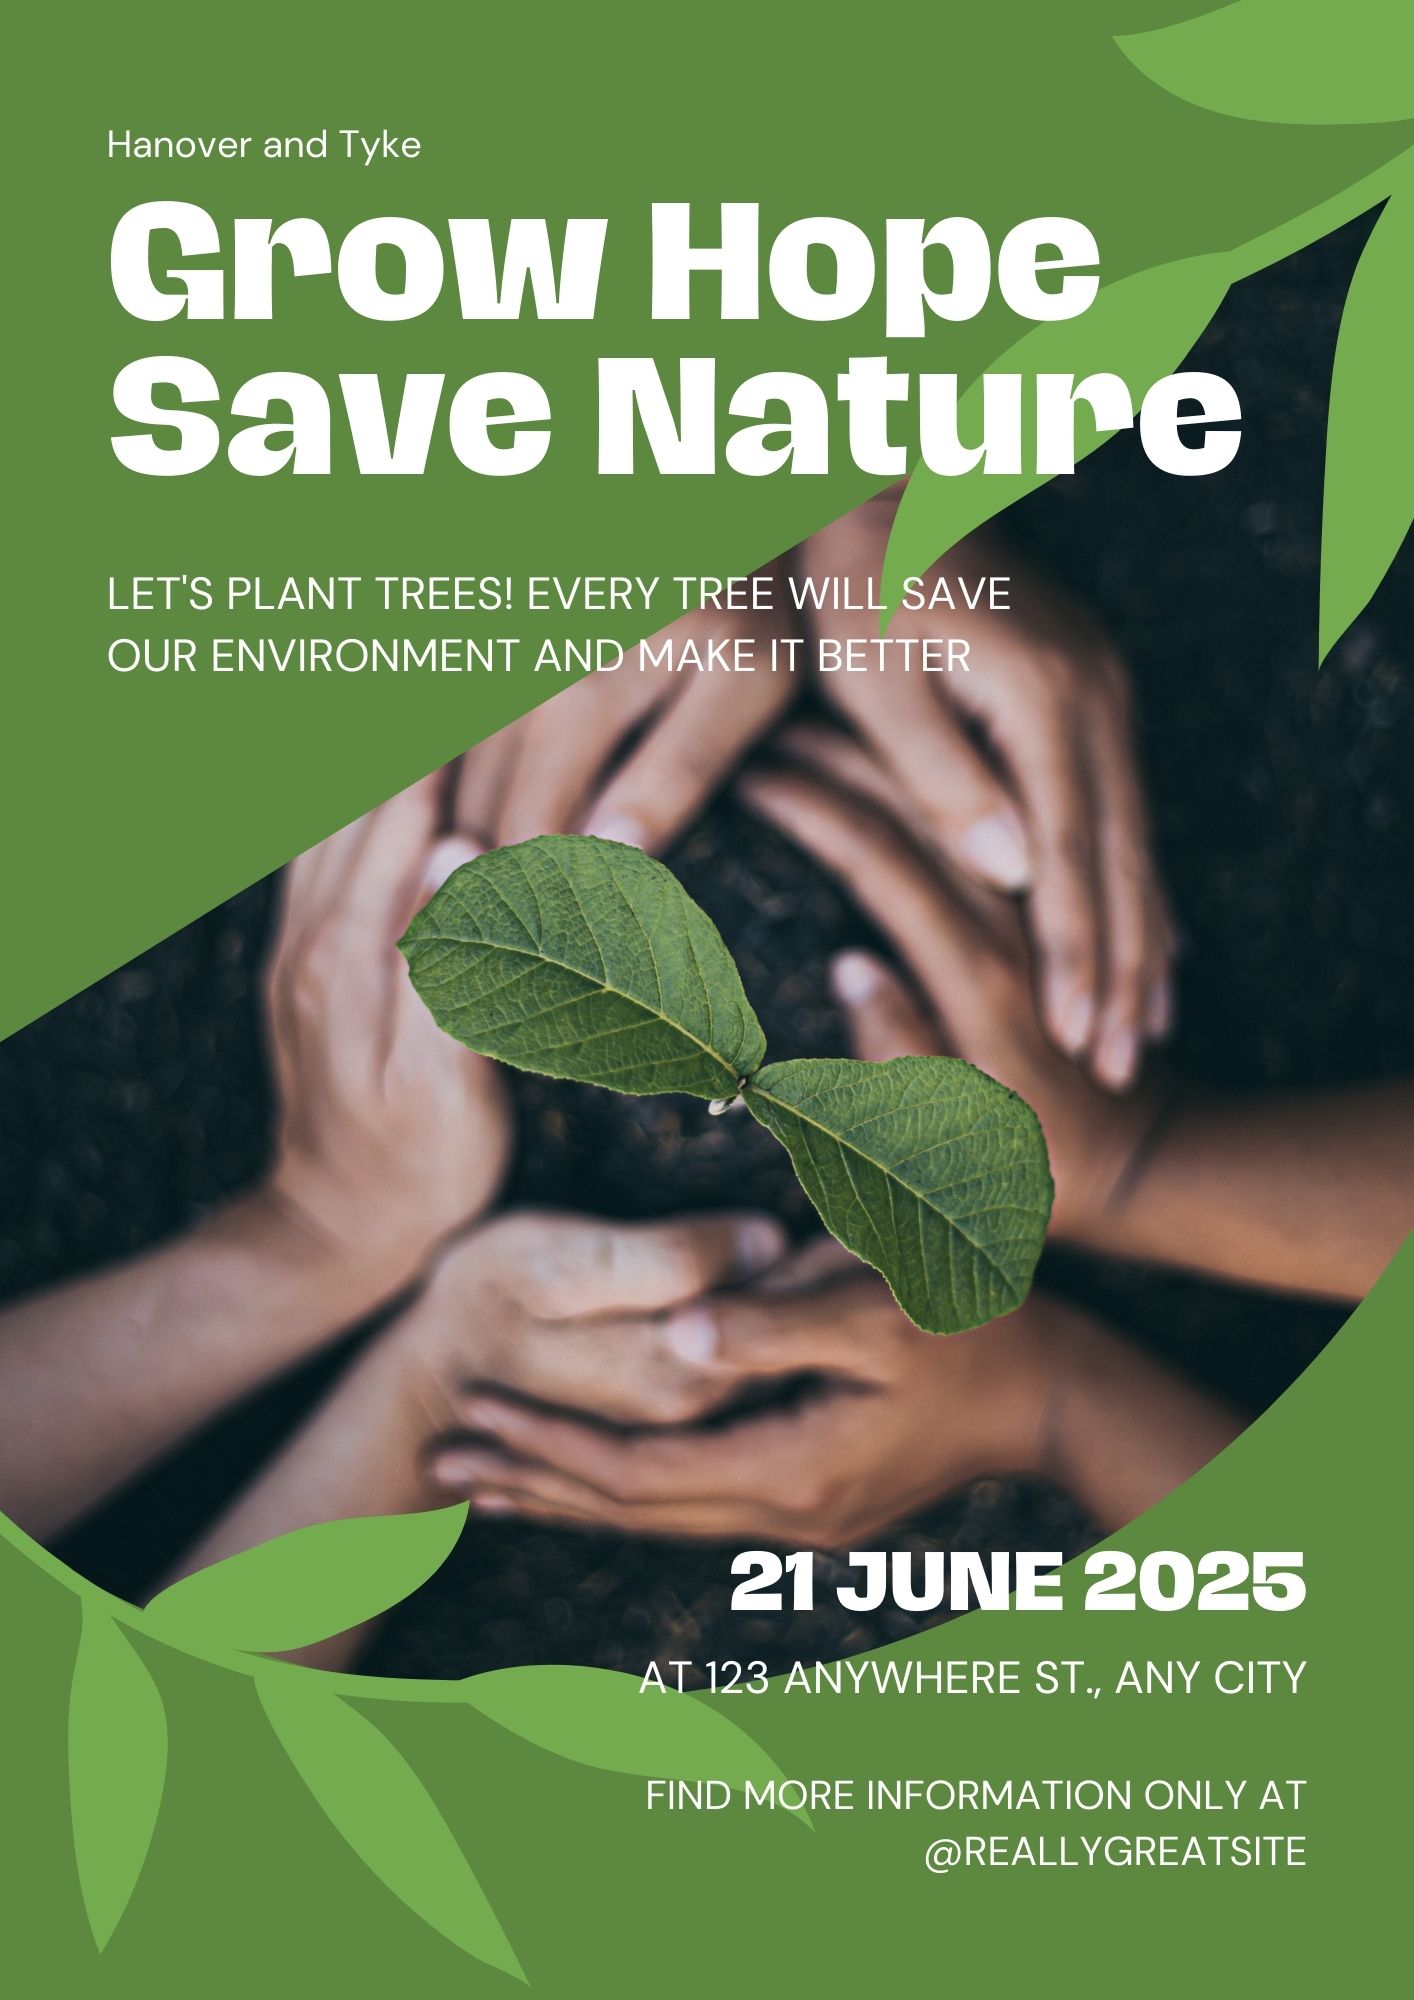 Hanover and Tyke
Grow Hope
Save Nature
LET'S PLANT TREES! EVERY TREE WILL SAVE
OUR ENVIRONMENT AND MAKE IT BETTER
21 JUNE 2025
AT 123 ANYWHERE ST., ANY CITY
FIND MORE INFORMATION ONLY AT
@REALLYGREATSITE